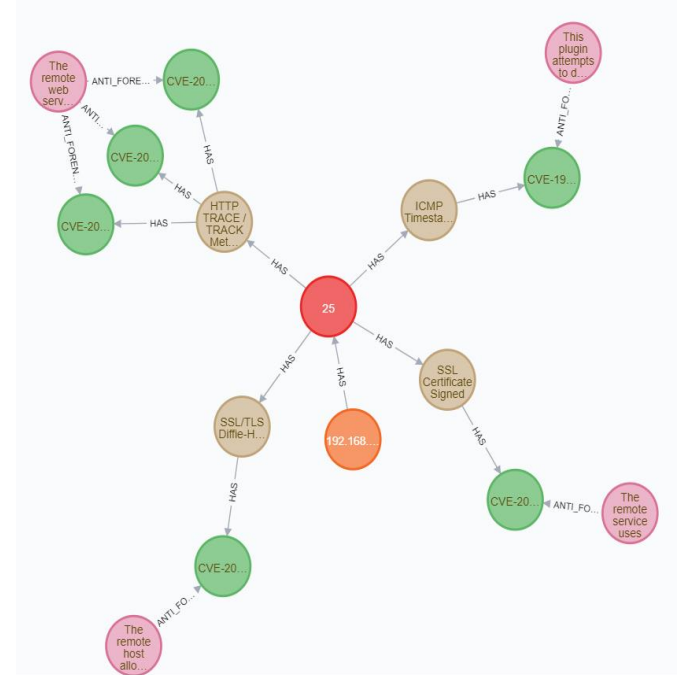 The
remote
web
serv…
ANTI_FORE…
CVE-20…
ANTI…
CVE-20…
ANTI_FOREN…
CVE-20…
HAS
HAS
HAS
HTTP
TRACE /
TRACK
Met…
HAS
This
plugin
attempts
to d…
ANTI_FO…
CVE-19…
HAS
ICMP
Timesta…
HAS
25
HAS
SSL
Certificate
Signed
HAS
CVE-20…
ANTI_FO…
The
remote
service
uses
HAS
192.168.…
HAS
SSL/TLS
Diffie-H…
HAS
CVE-20…
ANTI_FO…
The
remote
host
allo…